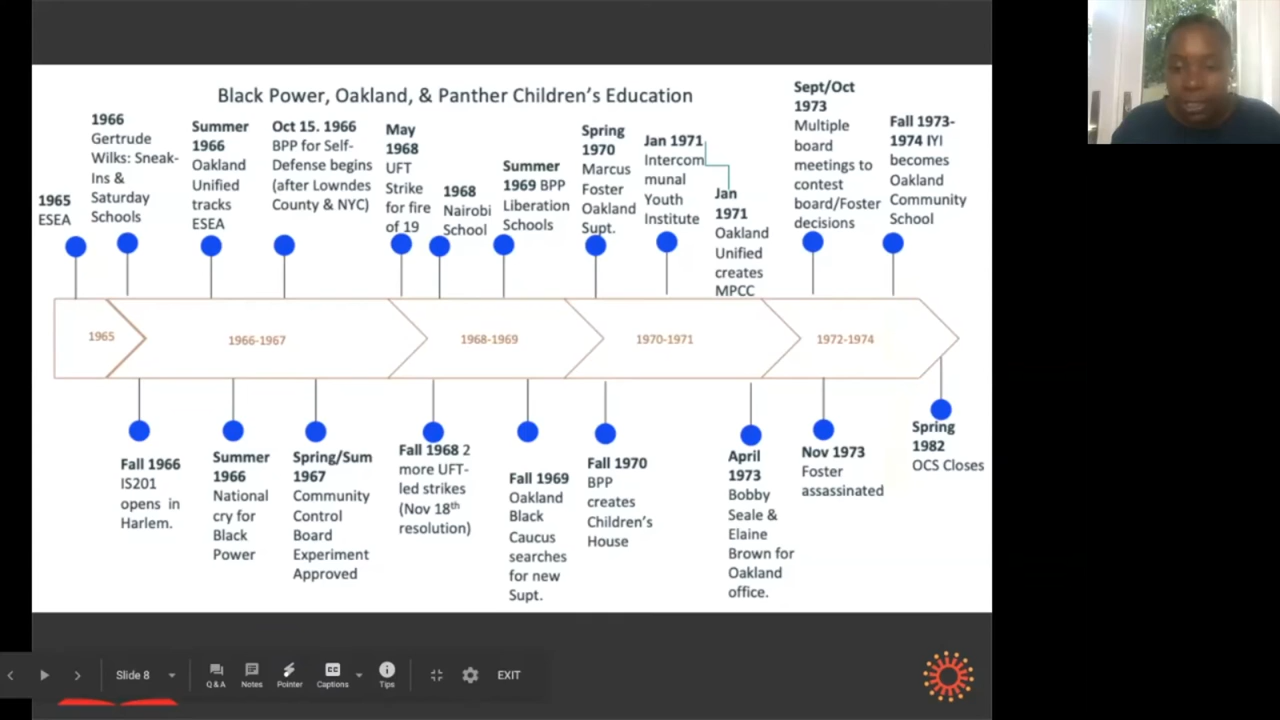 Black Power, Oakland, & Panther Children's Education
1965
ESEA
1966
Gertrude
Wilks: Sneak-
Ins &
Saturday
Schools
Summer
1966
Oakland
Unified
tracks
ESEA
Oct 15. 1966
BPP for Self-
Defense begins
(after Lowndes
County & NYC)
May
1968
UFT
Strike
for fire
of 19
1968
Nairobi
School
Summer
1969 BPP
Liberation
Schools
Spring
1970
Marcus
Foster
Oakland
Supt.
Jan 1971
Intercom
munal
Youth
Institute
Jan
1971
Oakland
Unified
creates
MPCC
Sept/Oct
1973
Multiple
board
meetings to
contest
board/Foster
decisions
Fall 1973-
1974 IYI
becomes
Oakland
Community
School
1965
1966-1967
1968-1969
1970-1971
1972-1974
Fall 1966
IS201
opens in
Harlem.
Summer
1966
National
cry for
Black
Power
Spring/Sum
1967
Community
Control
Board
Experiment
Approved
Fall 1968 2
more UFT-
led strikes
(Nov 18th
resolution)
Fall 1969
Oakland
Black
Caucus
searches
for new
Supt.
Fall 1970
BPP
creates
Children's
House
April
1973
Bobby
Seale &
Elaine
Brown for
Oakland
office.
Nov 1973
Foster
assassinated
Spring
1982
OCS Closes
Slide 8
Q & A
Notes
Pointer
Captions
Tips
EXIT